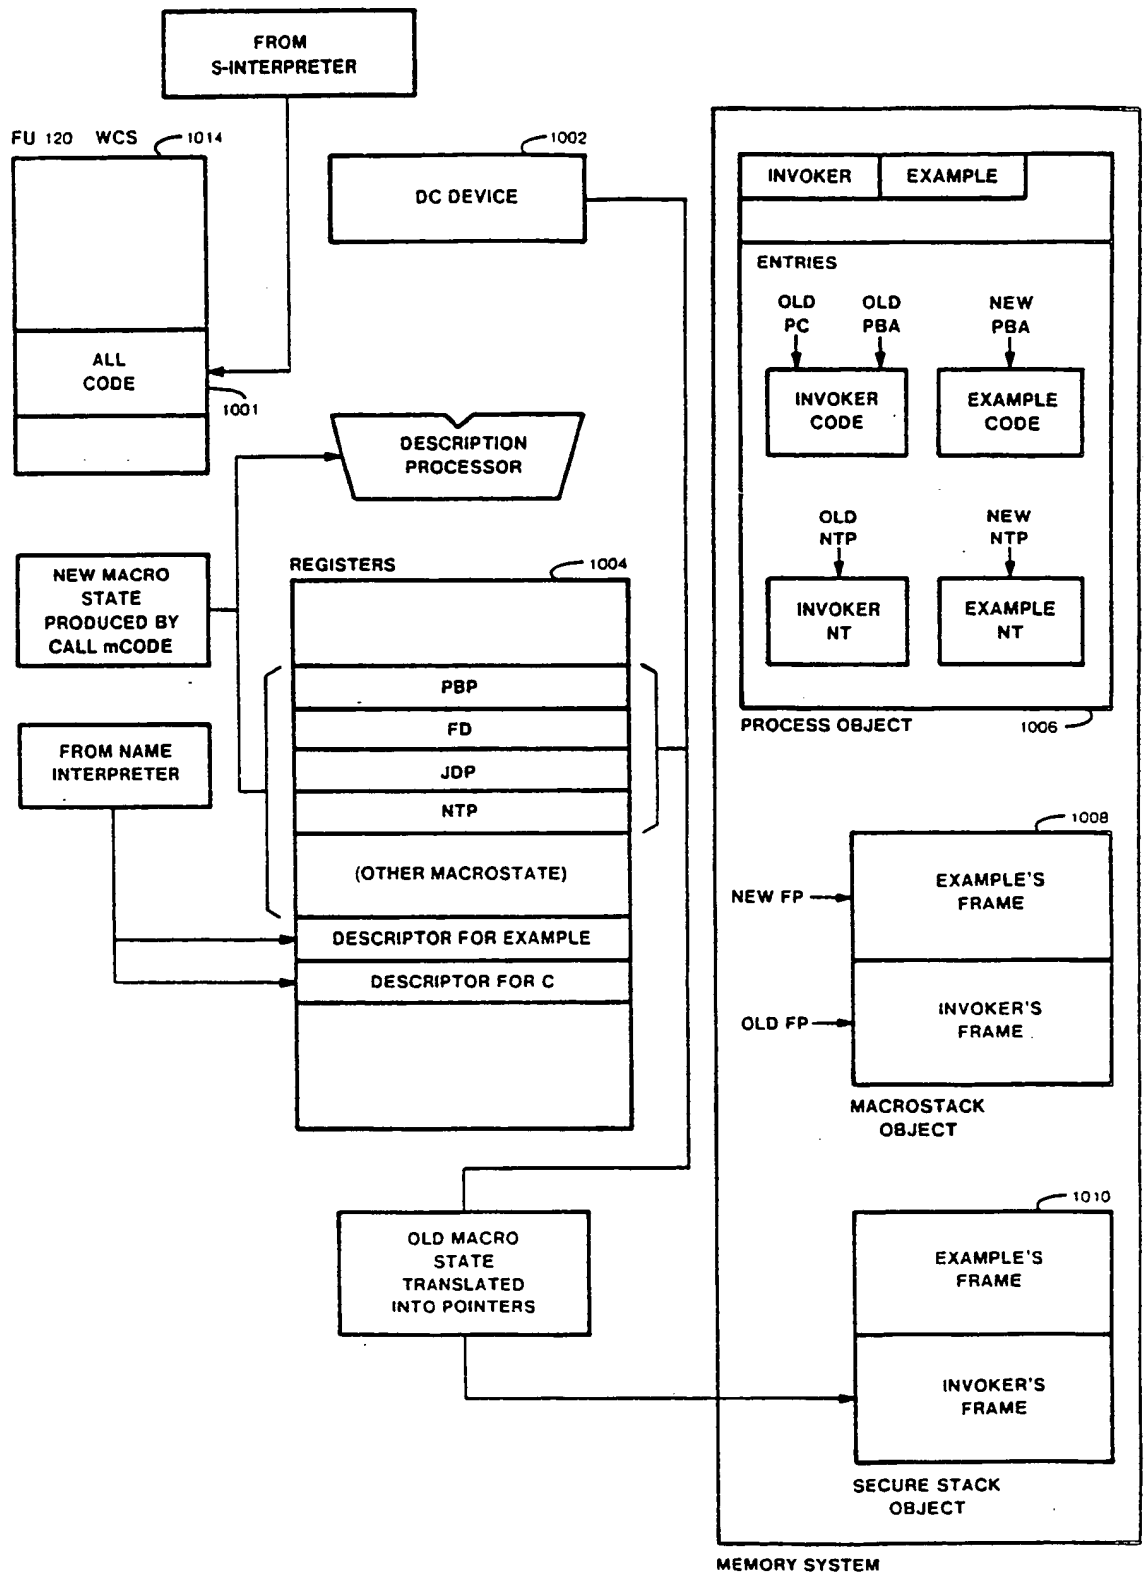 FROM
S-INTERPRETER
FU 120 WCS
1014
ALL
CODE
1001
1002
DC DEVICE
DESCRIPTION
PROCESSOR
NEW MACRO
STATE
PRODUCED BY
CALL mCODE
FROM NAME
INTERPRETER
REGISTERS
1004
PBP
FD
JDP
NTP
(OTHER MACROSTATE)
DESCRIPTOR FOR EXAMPLE
DESCRIPTOR FOR C
OLD MACRO
STATE
TRANSLATED
INTO POINTERS
INVOKER
EXAMPLE
ENTRIES
OLD
PC
OLD
PBA
NEW
PBA
INVOKER
CODE
EXAMPLE
CODE
OLD
NTP
NEW
NTP
INVOKER
NT
EXAMPLE
NT
PROCESS OBJECT
1006
1008
NEW FP
EXAMPLE'S
FRAME
OLD FP
INVOKER'S
FRAME
MACROSTACK
OBJECT
1010
EXAMPLE'S
FRAME
INVOKER'S
FRAME
SECURE STACK
OBJECT
MEMORY SYSTEM